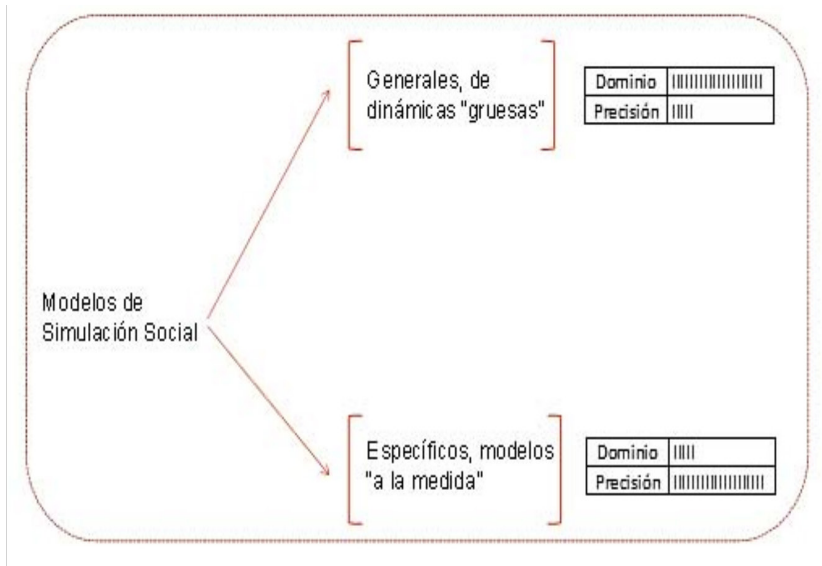 Generales, de
dinámicas "gruesas"
Dominio
Precisión
Modelos de
Simulación Social
Específicos, modelos
"a la medida"
Dominio
Precisión